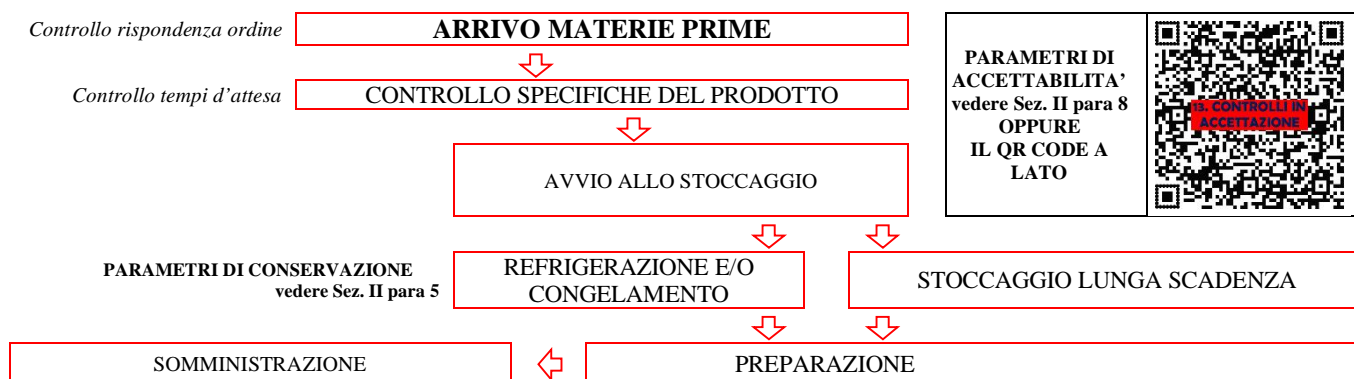 Controllo rispondenza ordine
ARRIVO MATERIE PRIME
Controllo tempi d'attesa
CONTROLLO SPECIFICHE DEL PRODOTTO
PARAMETRI DI
ACCETTABILITA'
vedere Sez. II para 8
OPPURE
IL QR CODE A
LATO
13. CONTROLLI IN
ACCETTAZIONE
AVVIO ALLO STOCCAGGIO
PARAMETRI DI CONSERVAZIONE
vedere Sez. II para 5
REFRIGERAZIONE E/O
CONGELAMENTO
STOCCAGGIO LUNGA SCADENZA
SOMMINISTRAZIONE
PREPARAZIONE